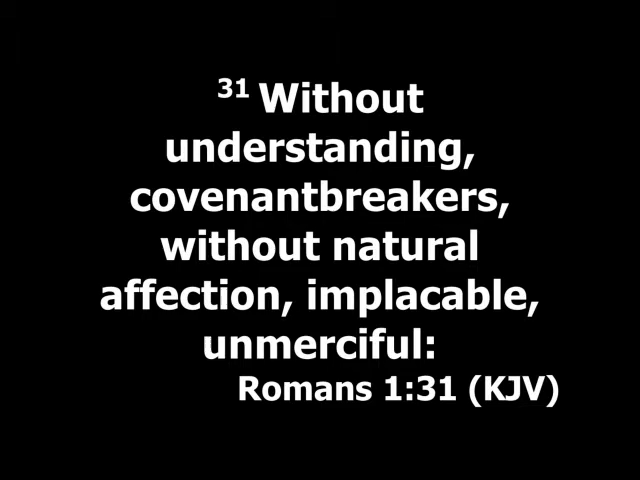 31 Without
understanding,
covenantbreakers,
without natural
affection, implacable,
unmerciful:
Romans 1:31 (KJV)